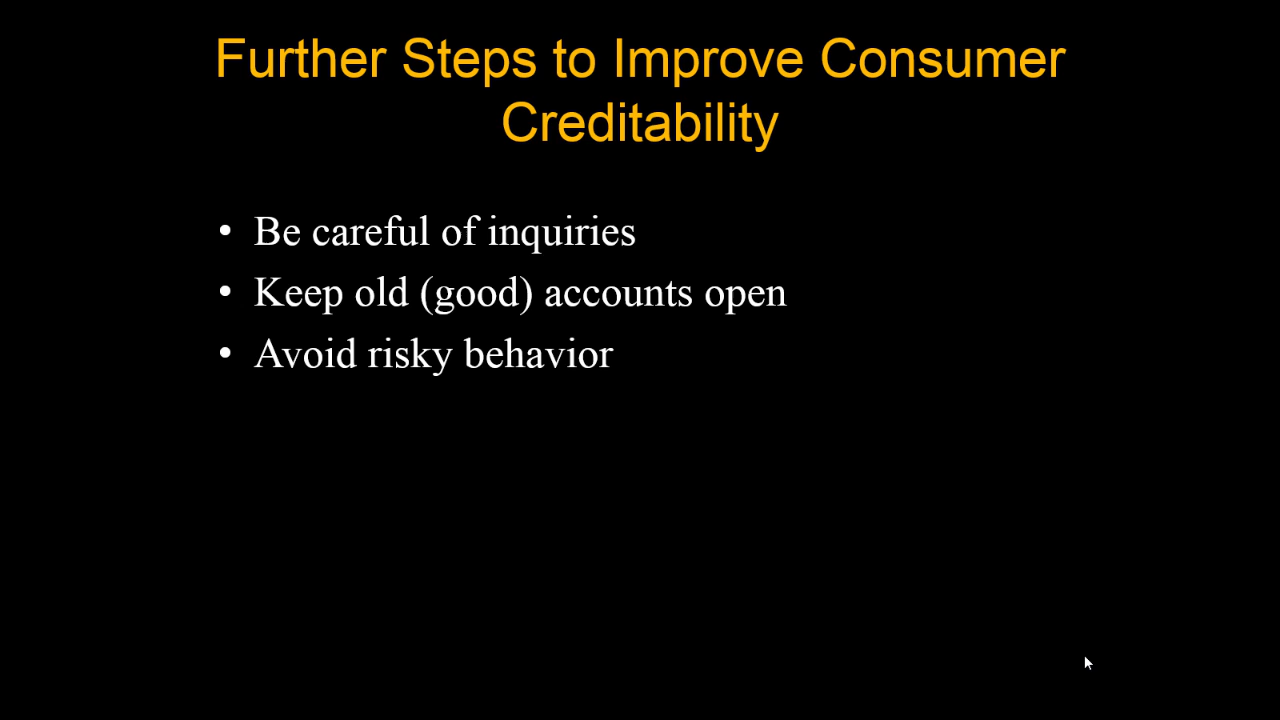 Further Steps to Improve Consumer
Creditability
• Be careful of inquiries
• Keep old (good) accounts open
• Avoid risky behavior